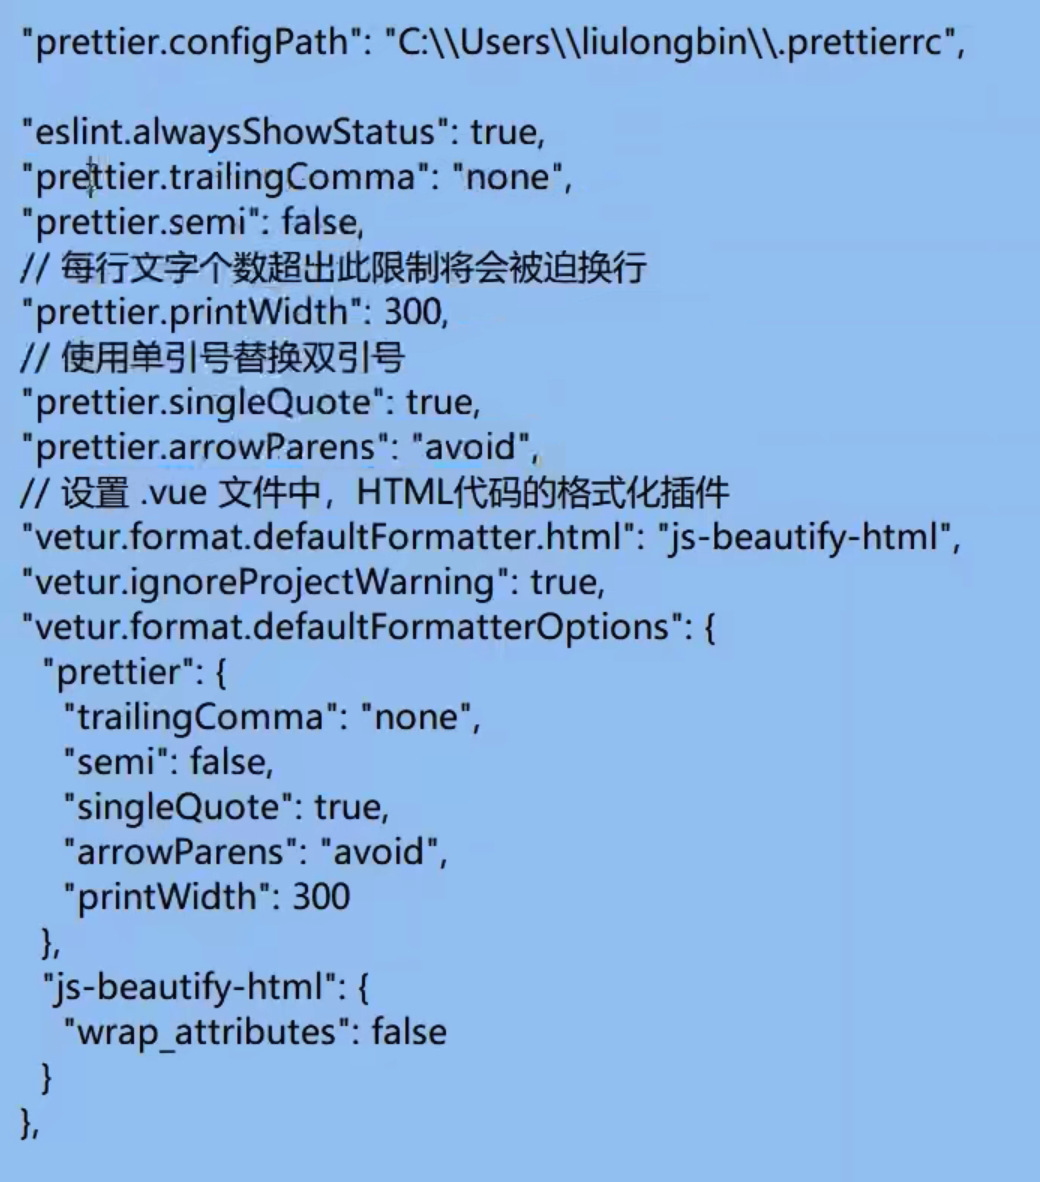 "prettier.configPath": "C:\\Users\\liulongbin\\.prettierrc",
"eslint.alwaysShowStatus": true,
"prettier.trailingComma": "none",
"prettier.semi": false,
// 每行文字个数超出此限制将会被迫换行
"prettier.printWidth": 300,
// 使用单引号替换双引号
"prettier.singleQuote": true,
"prettier.arrowParens": "avoid",
// 设置 .vue 文件中，HTML代码的格式化插件
"vetur.format.defaultFormatter.html": "js-beautify-html",
"vetur.ignoreProjectWarning": true,
"vetur.format.defaultFormatterOptions": {
"prettier": {
"trailingComma": "none",
"semi": false,
"singleQuote": true,
"arrowParens": "avoid",
"printWidth": 300
},
"js-beautify-html": {
"wrap_attributes": false
}
},